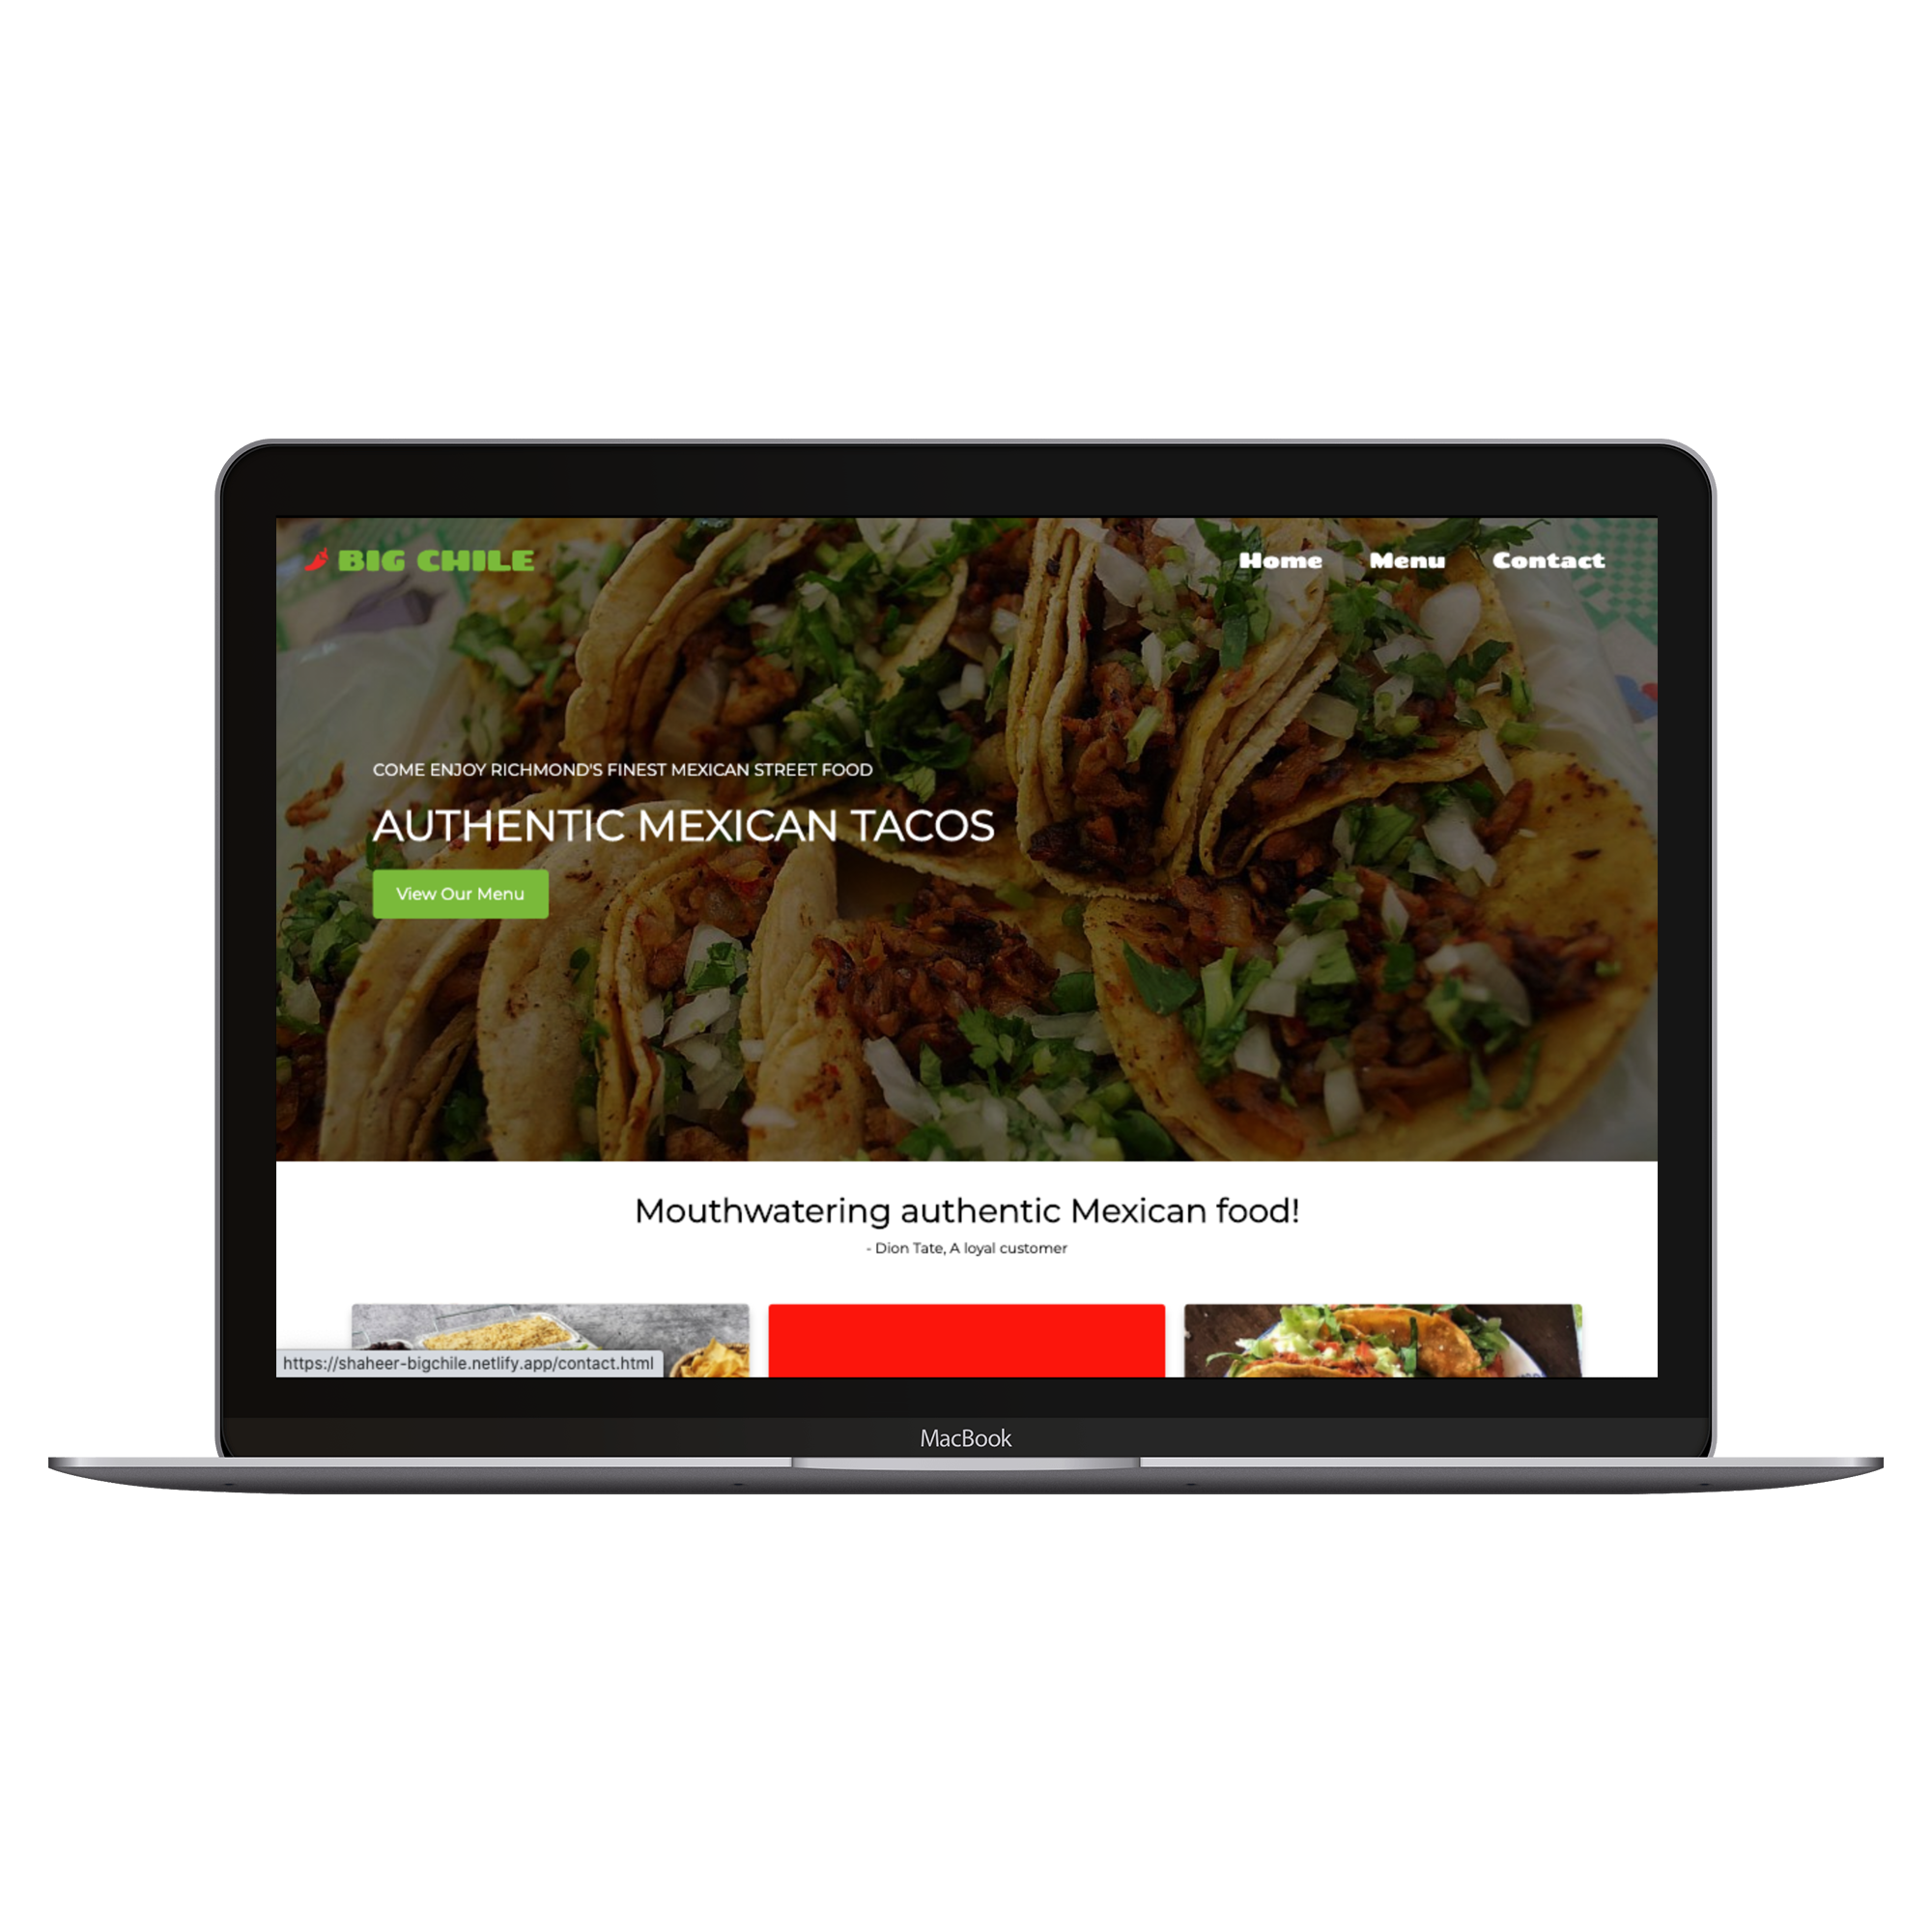 BIG CHILE
Home Menu Contact
COME ENJOY RICHMOND'S FINEST MEXICAN STREET FOOD
AUTHENTIC MEXICAN TACOS
View Our Menu
Mouthwatering authentic Mexican food!
- Dion Tate, A loyal customer
https://shaheer-bigchile.netlify.app/contact.html
MacBook